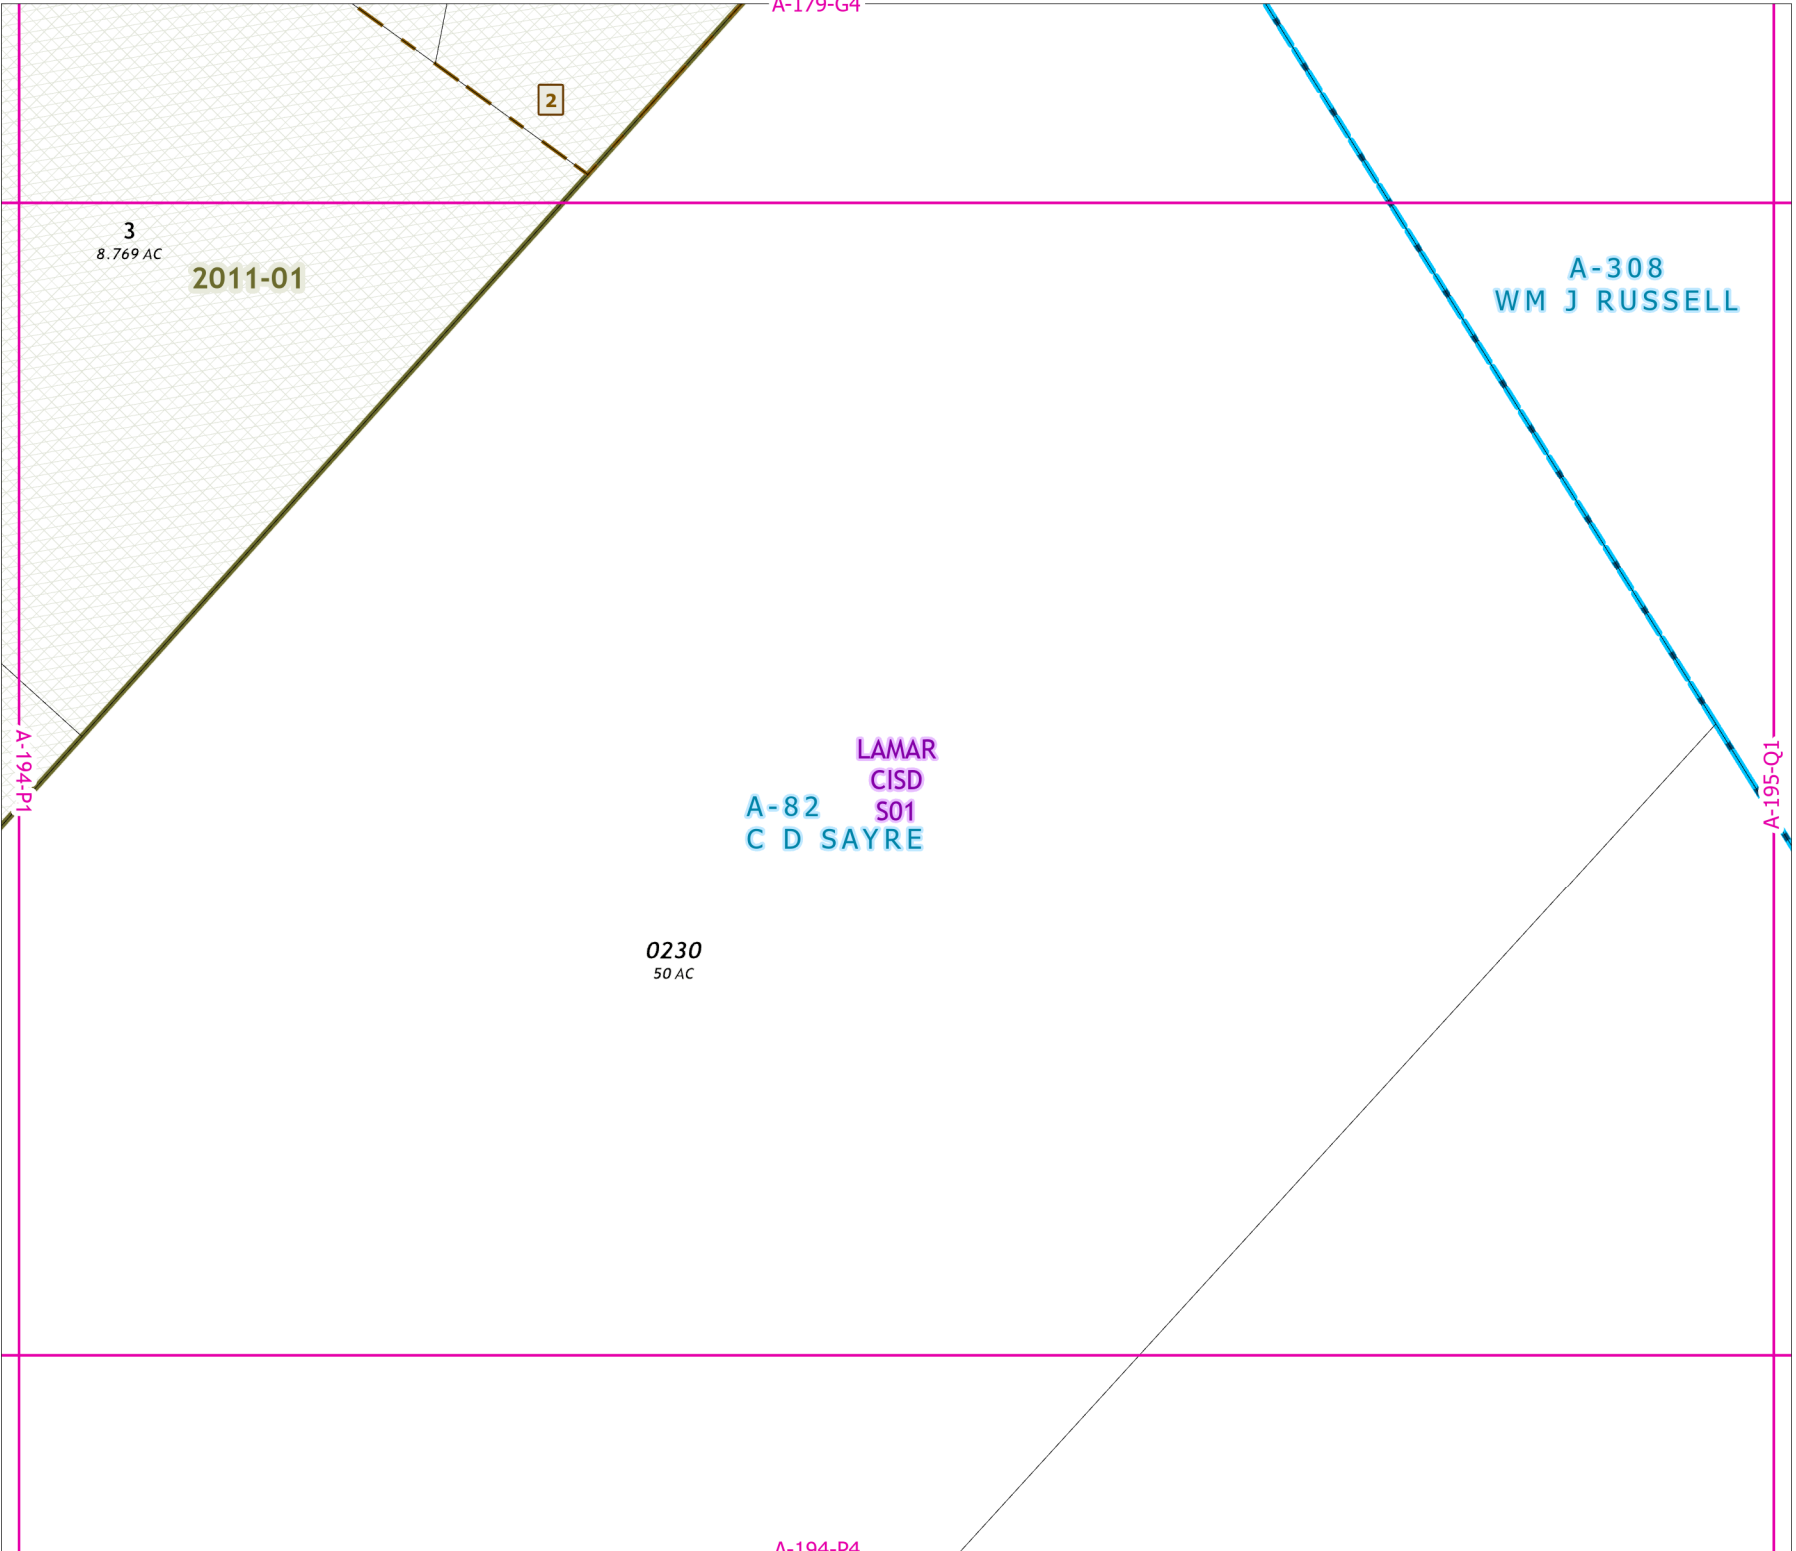 A-179-G4
2
3
8.769 AC
2011-01
A-308
WM J RUSSELL
A-194-P1
A-195-Q1
LAMAR
CISD
S01
A-82
C D SAYRE
0230
50 AC
A-194-P4